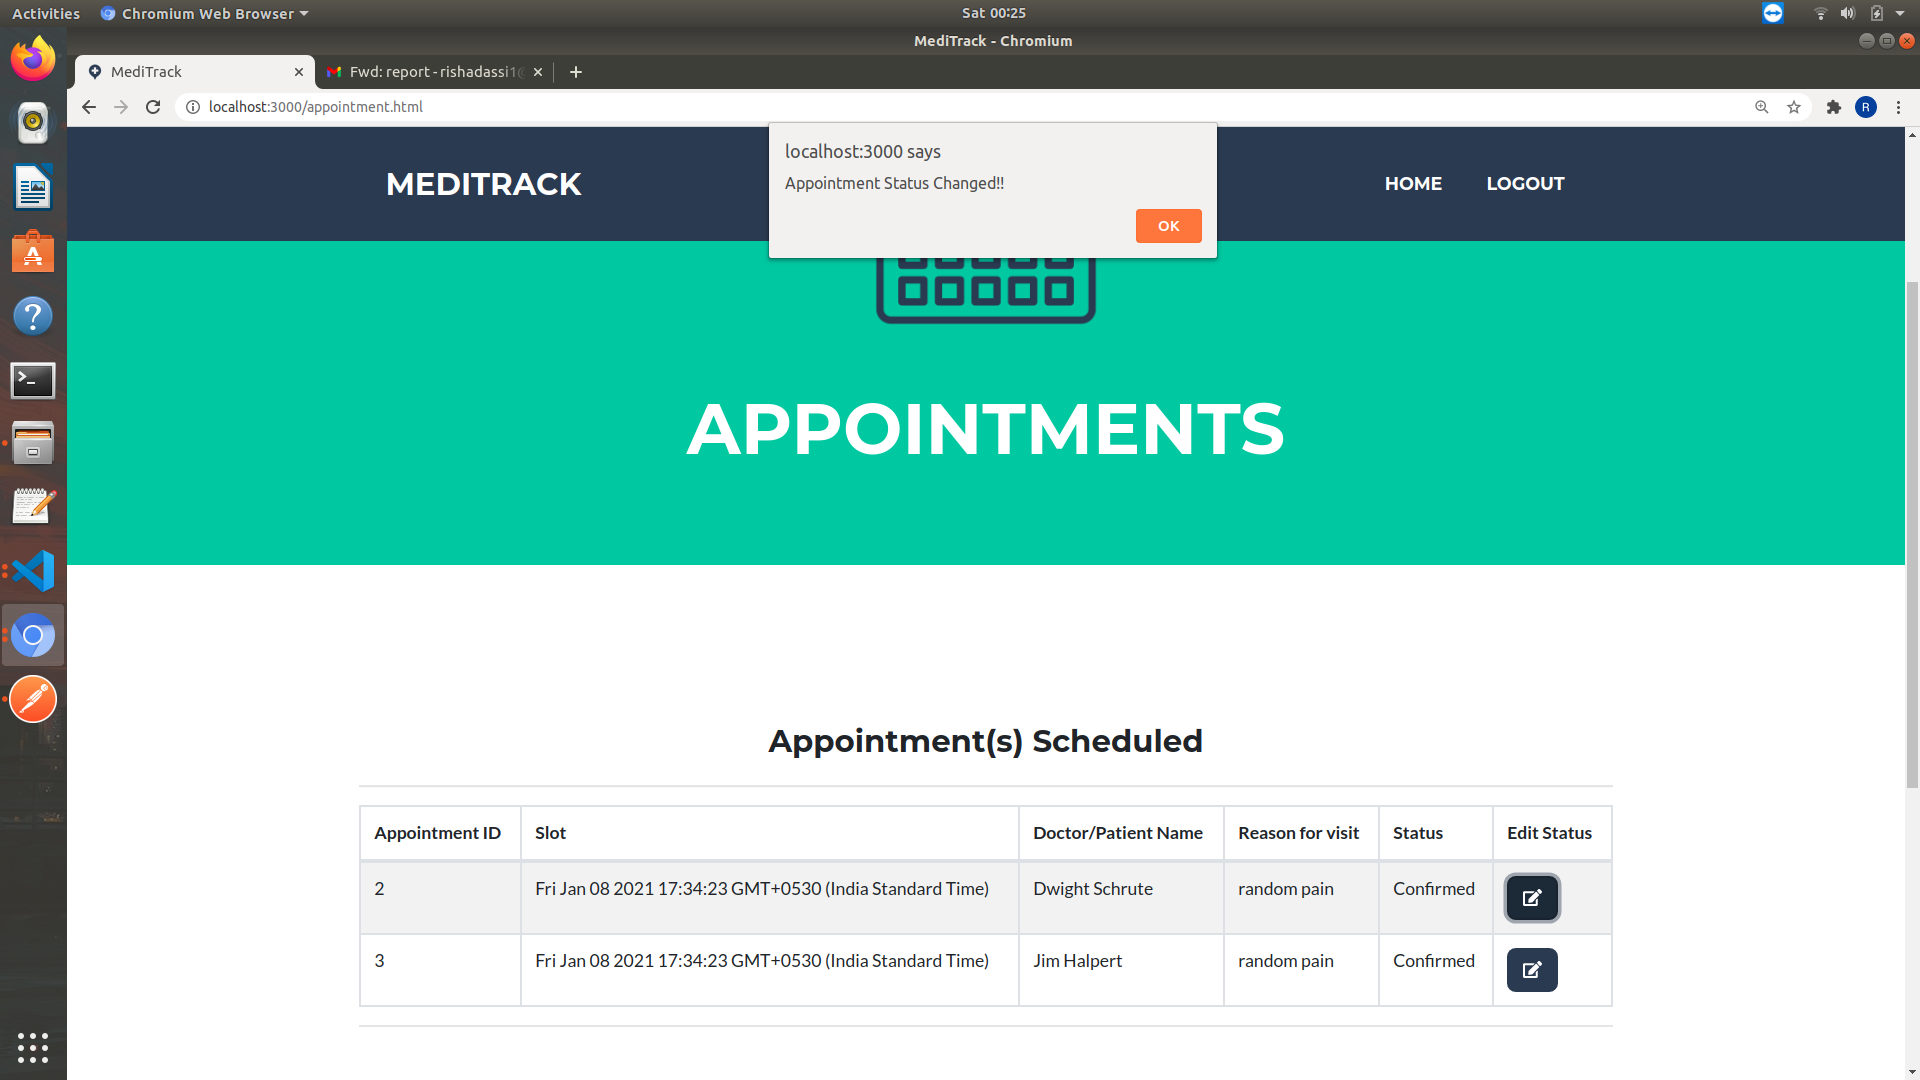 Activities Chromium Web Browser Sat 00:25
MediTrack - Chromium
MediTrack Fwd: report - rishadassi1@
localhost:3000/appointment.html R
localhost:3000 says
Appointment Status Changed!!
OK
MEDITRACK HOME LOGOUT
APPOINTMENTS
Appointment(s) Scheduled
Appointment ID Slot Doctor/Patient Name Reason for visit Status Edit Status
2 Fri Jan 08 2021 17:34:23 GMT+0530 (India Standard Time) Dwight Schrute random pain Confirmed
3 Fri Jan 08 2021 17:34:23 GMT+0530 (India Standard Time) Jim Halpert random pain Confirmed